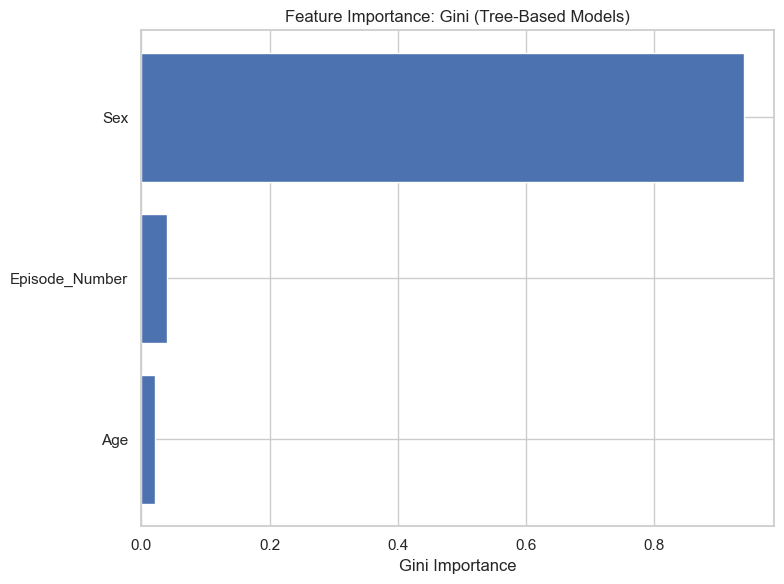 Feature Importance: Gini (Tree-Based Models)
Sex
Episode_Number
Age
0.0 0.2 0.4 0.6 0.8
Gini Importance